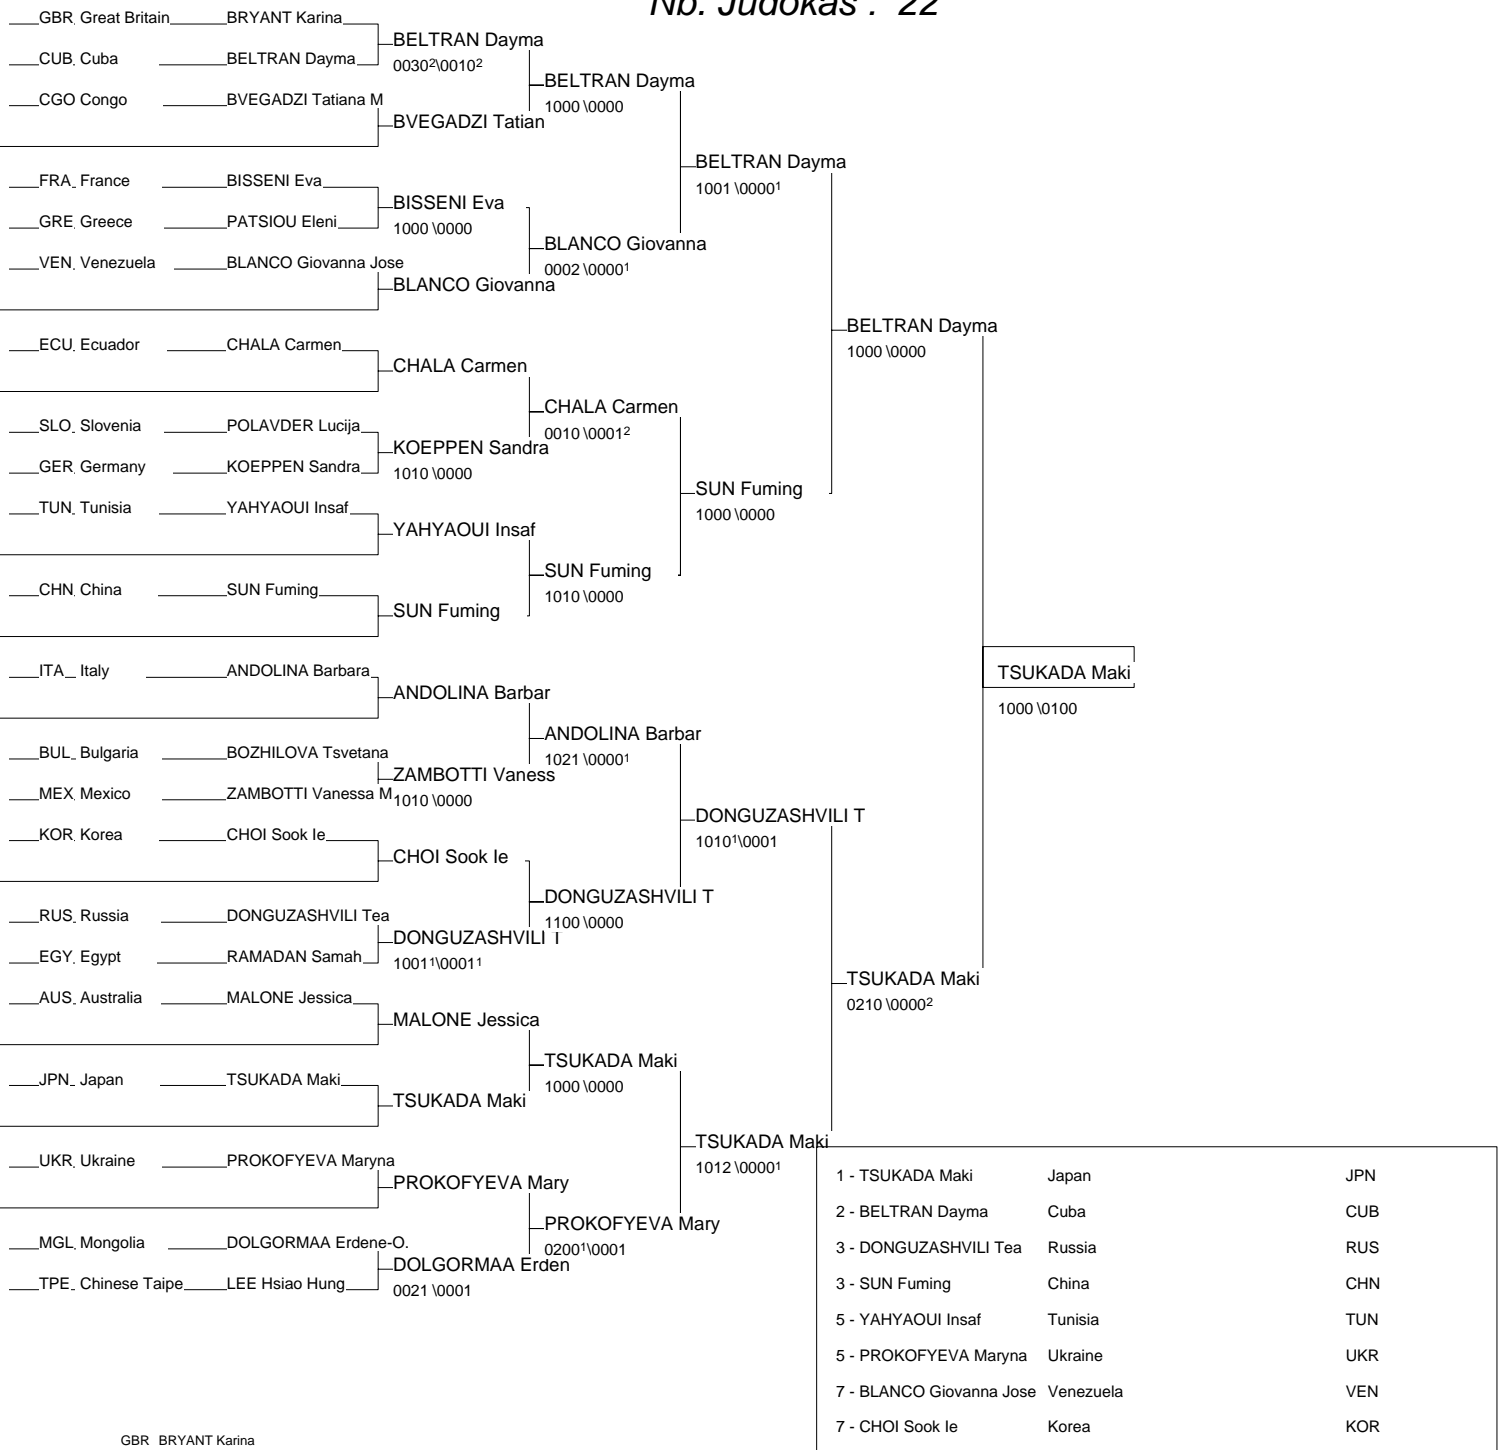 Nb. Judokas : 22
GBR Great Britain BRYANT Karina
BELTRAN Dayma
CUB Cuba BELTRAN Dayma
0030²\0010²
BELTRAN Dayma
CGO Congo BVEGADZI Tatiana M
1000 \0000
BVEGADZI Tatian
BELTRAN Dayma
FRA France BISSENI Eva
1001 \0000¹
BISSENI Eva
GRE Greece PATSIOU Eleni
1000 \0000
BLANCO Giovanna
VEN Venezuela BLANCO Giovanna Jose
0002 \0000¹
BLANCO Giovanna
BELTRAN Dayma
ECU Ecuador CHALA Carmen
1000 \0000
CHALA Carmen
CHALA Carmen
SLO Slovenia POLAVDER Lucija
0010 \0001²
KOEPPEN Sandra
GER Germany KOEPPEN Sandra
1010 \0000
SUN Fuming
TUN Tunisia YAHYAOUI Insaf
1000 \0000
YAHYAOUI Insaf
SUN Fuming
CHN China SUN Fuming
1010 \0000
SUN Fuming
ITA Italy ANDOLINA Barbara
TSUKADA Maki
ANDOLINA Barbar
1000 \0100
ANDOLINA Barbar
BUL Bulgaria BOZHILOVA Tsvetana
1021 \0000¹
ZAMBOTTI Vaness
MEX Mexico ZAMBOTTI Vanessa M
1010 \0000
DONGUZASHVILI T
KOR Korea CHOI Sook Ie
1010¹\0001
CHOI Sook Ie
DONGUZASHVILI T
RUS Russia DONGUZASHVILI Tea
1100 \0000
DONGUZASHVILI T
EGY Egypt RAMADAN Samah
1001¹\0001¹
TSUKADA Maki
AUS Australia MALONE Jessica
0210 \0000²
MALONE Jessica
TSUKADA Maki
JPN Japan TSUKADA Maki
1000 \0000
TSUKADA Maki
TSUKADA Maki
UKR Ukraine PROKOFYEVA Maryna
1012 \0000¹
PROKOFYEVA Mary
PROKOFYEVA Mary
MGL Mongolia DOLGORMAA Erdene-O.
0200¹\0001
DOLGORMAA Erden
TPE Chinese Taipe LEE Hsiao Hung
0021 \0001
1 - TSUKADA Maki Japan JPN
2 - BELTRAN Dayma Cuba CUB
3 - DONGUZASHVILI Tea Russia RUS
3 - SUN Fuming China CHN
5 - YAHYAOUI Insaf Tunisia TUN
5 - PROKOFYEVA Maryna Ukraine UKR
7 - BLANCO Giovanna Jose Venezuela VEN
7 - CHOI Sook Ie Korea KOR
GBR BRYANT Karina